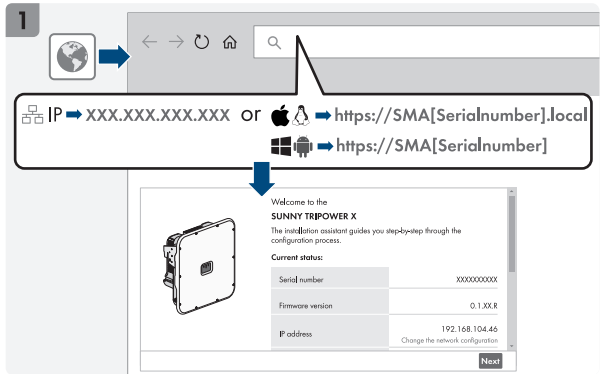 1
IP ➡ XXX.XXX.XXX.XXX or ➡ https://SMA[Serialnumber].local
➡ https://SMA[Serialnumber]
Welcome to the
SUNNY TRIPOWER X
The installation assistant guides you step-by-step through the
configuration process.
Current status:
Serial number XXXXXXXXXX
Firmware version 0.1.XX.R
IP address 192.168.104.46
Change the network configuration
Next